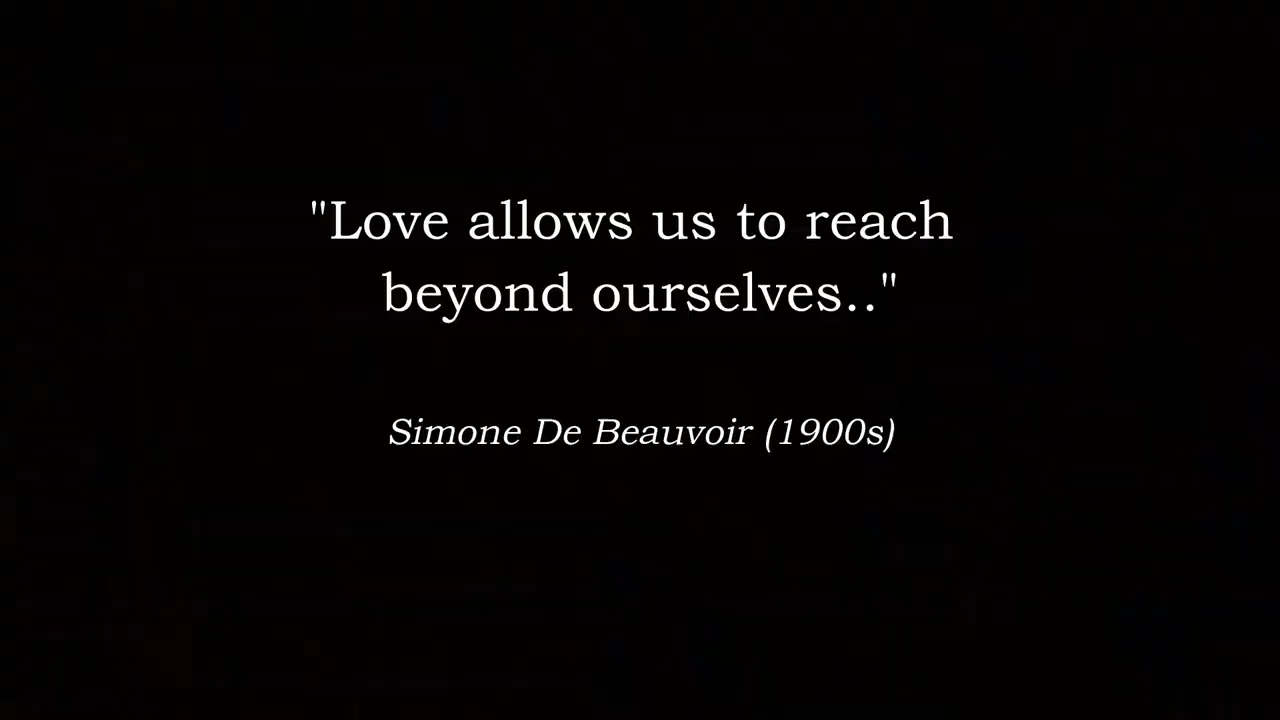 "Love allows us to reach
beyond ourselves.."
Simone De Beauvoir (1900s)